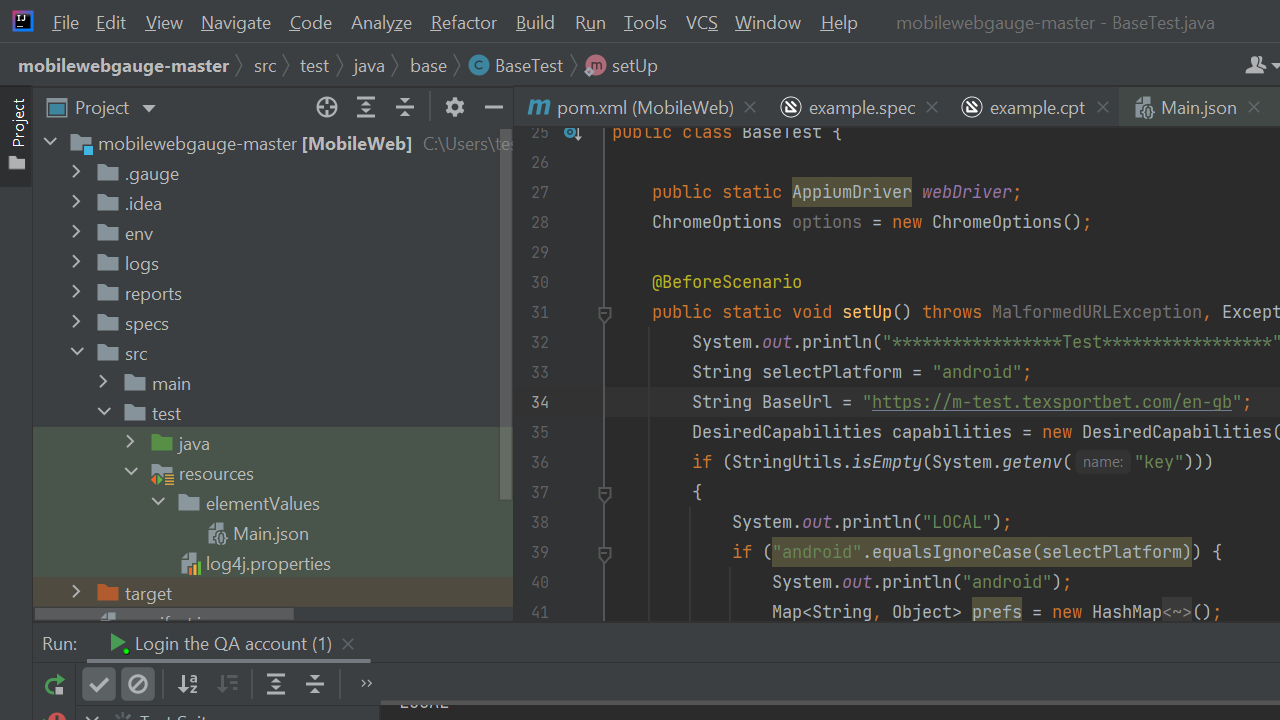 File Edit View Navigate Code Analyze Refactor Build Run Tools VCS Window Help mobilewebgauge-master - BaseTest.java
mobilewebgauge-master src test java base BaseTest setUp
Project
Project
pom.xml (MobileWeb) example.spec example.cpt Main.json
mobilewebgauge-master [MobileWeb] C:\Users\tes
.gauge
.idea
env
logs
reports
specs
src
main
test
java
resources
elementValues
Main.json
log4j.properties
target
25 public class BaseTest {
26
27 public static AppiumDriver webDriver;
28 ChromeOptions options = new ChromeOptions();
29
30 @BeforeScenario
31 public static void setUp() throws MalformedURLException, Except
32 System.out.println("*****************Test*****************"
33 String selectPlatform = "android";
34 String BaseUrl = "https://m-test.texsportbet.com/en-qb";
35 DesiredCapabilities capabilities = new DesiredCapabilities(
36 if (StringUtils.isEmpty(System.getenv( name: "key")))
37 {
38 System.out.println("LOCAL");
39 if ("android".equalsIgnoreCase(selectPlatform)) {
40 System.out.println("android");
41 Map<String, Object> prefs = new HashMap<~>();
Run: Login the QA account (1)
LOCAL